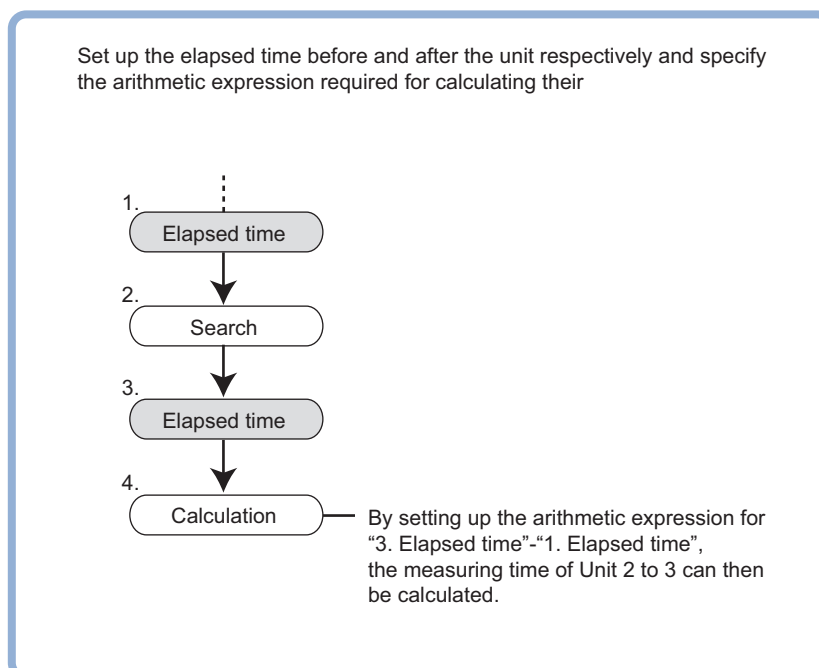 Set up the elapsed time before and after the unit respectively and specify
the arithmetic expression required for calculating their
1.
Elapsed time
2.
Search
3.
Elapsed time
4.
Calculation
By setting up the arithmetic expression for
“3. Elapsed time”-“1. Elapsed time”,
the measuring time of Unit 2 to 3 can then
be calculated.